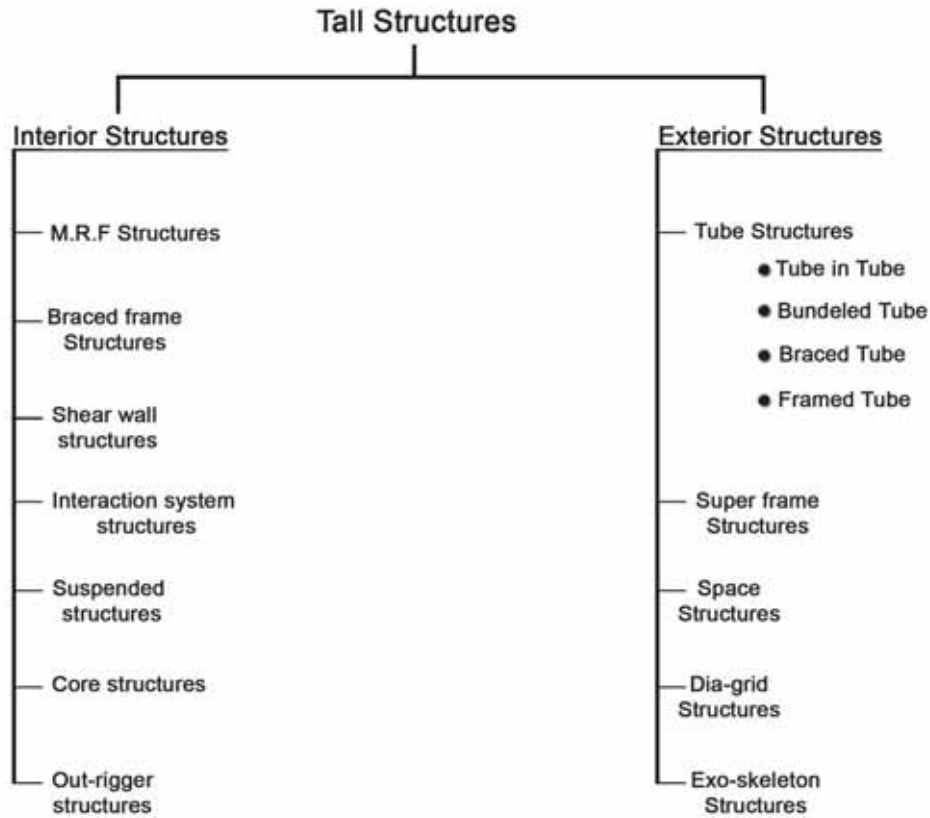 Tall Structures
Interior Structures
M.R.F Structures
Braced frame
Structures
Shear wall
structures
Interaction system
structures
Suspended
structures
Core structures
Out-rigger
structures
Exterior Structures
Tube Structures
Tube in Tube
Bundeled Tube
Braced Tube
Framed Tube
Super frame
Structures
Space
Structures
Dia-grid
Structures
Exo-skeleton
Structures